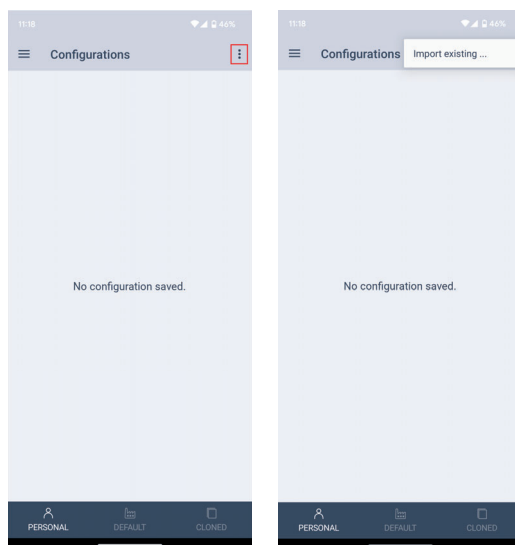 11:18 46%
Configurations
No configuration saved.
PERSONAL DEFAULT CLONED
11:18 46%
Configurations Import existing ...
No configuration saved.
PERSONAL DEFAULT CLONED